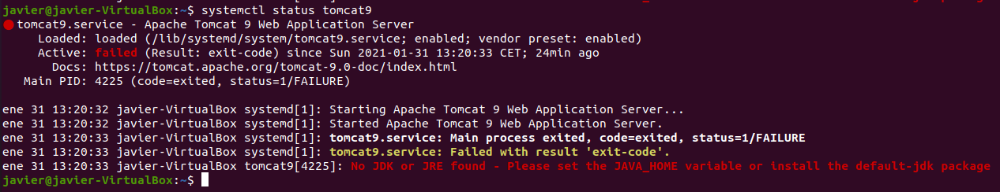 javier@javier-VirtualBox:~$ systemctl status tomcat9
● tomcat9.service - Apache Tomcat 9 Web Application Server
Loaded: loaded (/lib/systemd/system/tomcat9.service; enabled; vendor preset: enabled)
Active: failed (Result: exit-code) since Sun 2021-01-31 13:20:33 CET; 24min ago
Docs: https://tomcat.apache.org/tomcat-9.0-doc/index.html
Main PID: 4225 (code=exited, status=1/FAILURE)
ene 31 13:20:32 javier-VirtualBox systemd[1]: Starting Apache Tomcat 9 Web Application Server...
ene 31 13:20:32 javier-VirtualBox systemd[1]: Started Apache Tomcat 9 Web Application Server.
ene 31 13:20:33 javier-VirtualBox systemd[1]: tomcat9.service: Main process exited, code=exited, status=1/FAILURE
ene 31 13:20:33 javier-VirtualBox systemd[1]: tomcat9.service: Failed with result 'exit-code'.
ene 31 13:20:33 javier-VirtualBox tomcat9[4225]: No JDK or JRE found - Please set the JAVA_HOME variable or install the default-jdk package
javier@javier-VirtualBox:~$